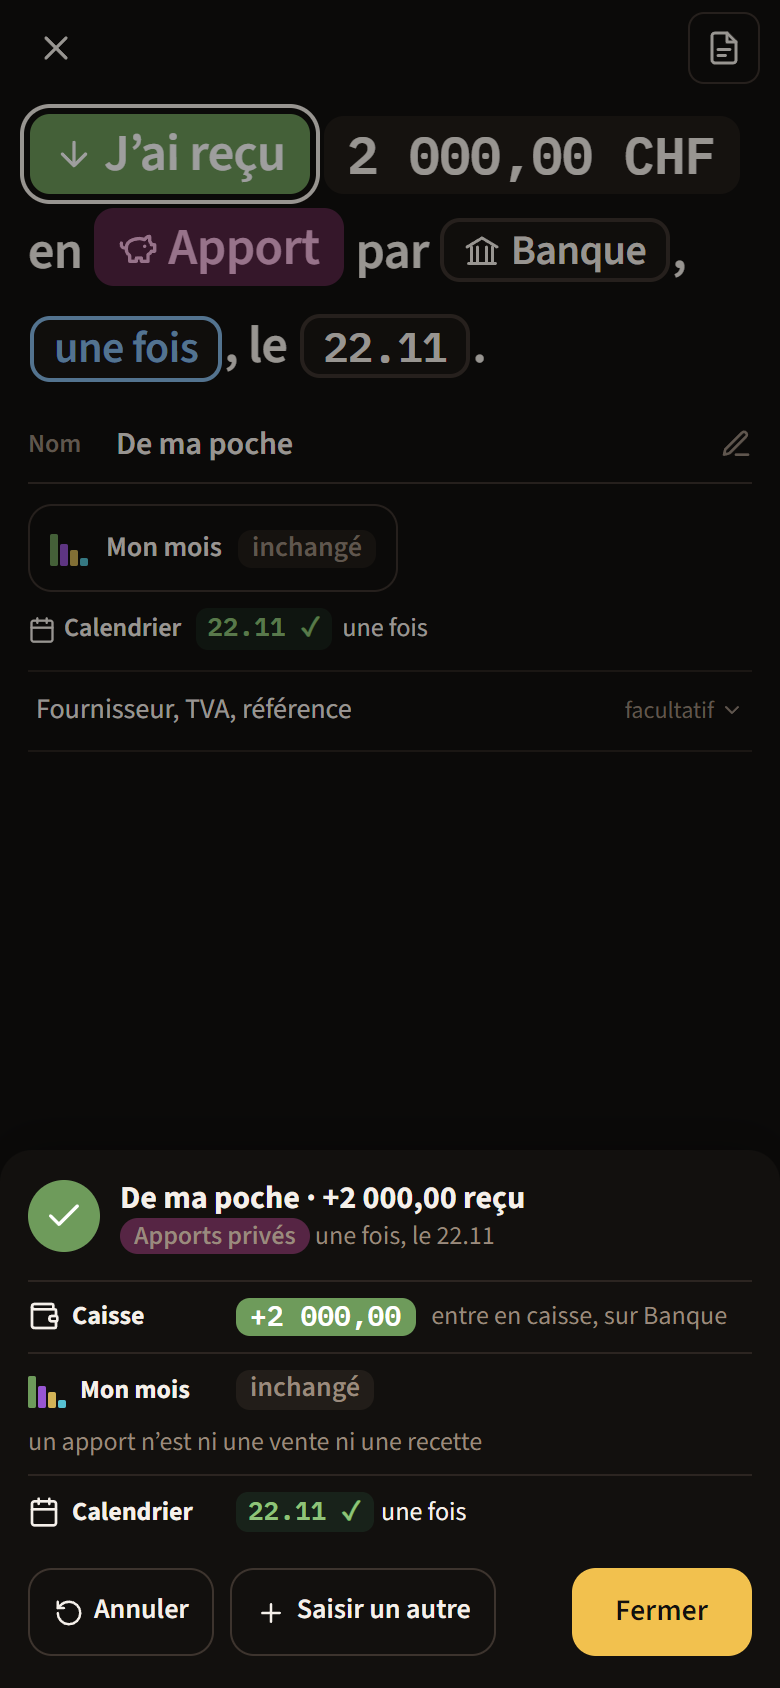 J’ai reçu 2 000,00 CHF
en Apport par Banque,
une fois, le 22.11.
Nom De ma poche
Mon mois inchangé
Calendrier 22.11 ✓ une fois
Fournisseur, TVA, référence facultatif
De ma poche · +2 000,00 reçu
Apports privés une fois, le 22.11
Caisse +2 000,00 entre en caisse, sur Banque
Mon mois inchangé
un apport n’est ni une vente ni une recette
Calendrier 22.11 ✓ une fois
Annuler Saisir un autre Fermer